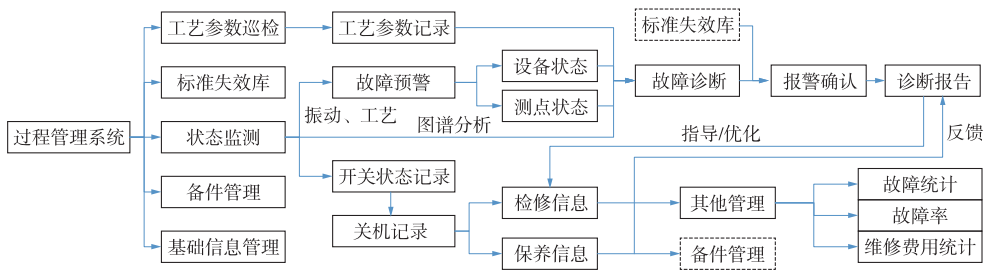 工艺参数巡检
工艺参数记录
标准失效库
标准失效库
故障预警
设备状态
故障诊断
报警确认
诊断报告
测点状态
振动、工艺
图谱分析
过程管理系统
状态监测
指导/优化
反馈
备件管理
开关状态记录
检修信息
其他管理
故障统计
关机记录
故障率
基础信息管理
保养信息
备件管理
维修费用统计